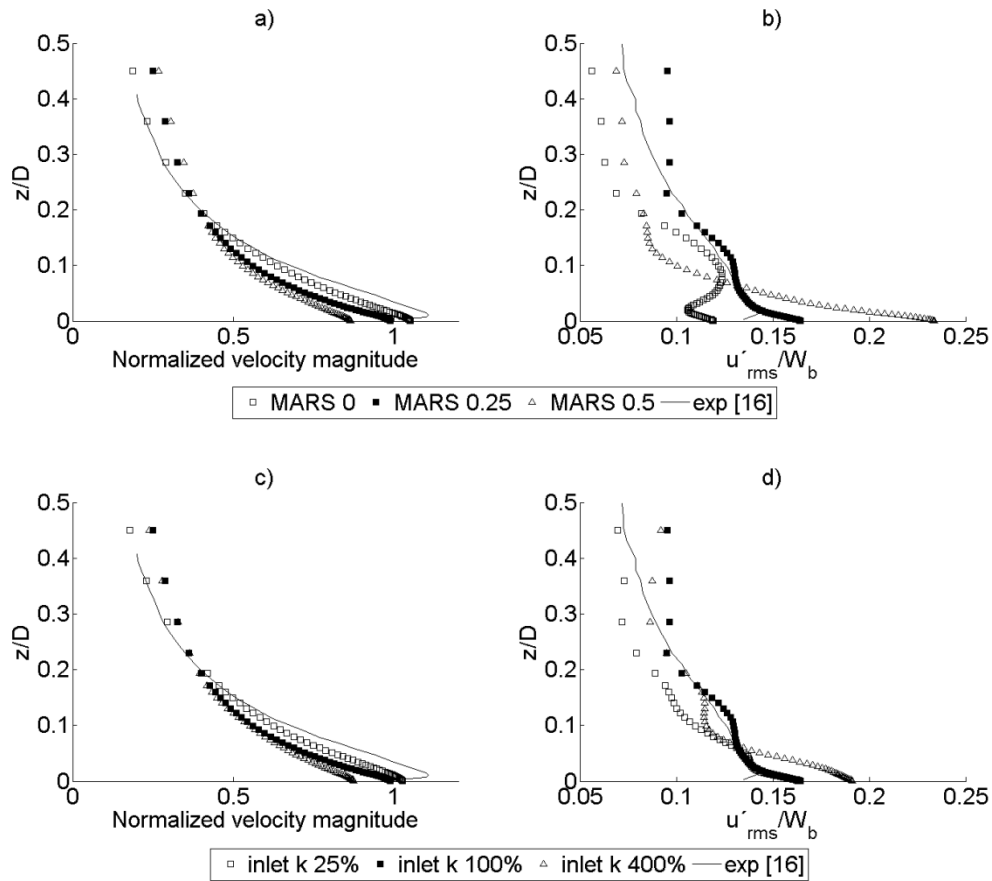 a)
0.5
0.4
0.3
0.2
0.1
0
z/D
0 0.5 1
Normalized velocity magnitude
b)
0.5
0.4
0.3
0.2
0.1
0
z/D
0.05 0.1 0.15 0.2 0.25
u´rms/Wb
MARS 0 MARS 0.25 MARS 0.5 exp [16]
c)
0.5
0.4
0.3
0.2
0.1
0
z/D
0 0.5 1
Normalized velocity magnitude
d)
0.5
0.4
0.3
0.2
0.1
0
z/D
0.05 0.1 0.15 0.2 0.25
u´rms/Wb
inlet k 25% inlet k 100% inlet k 400% exp [16]